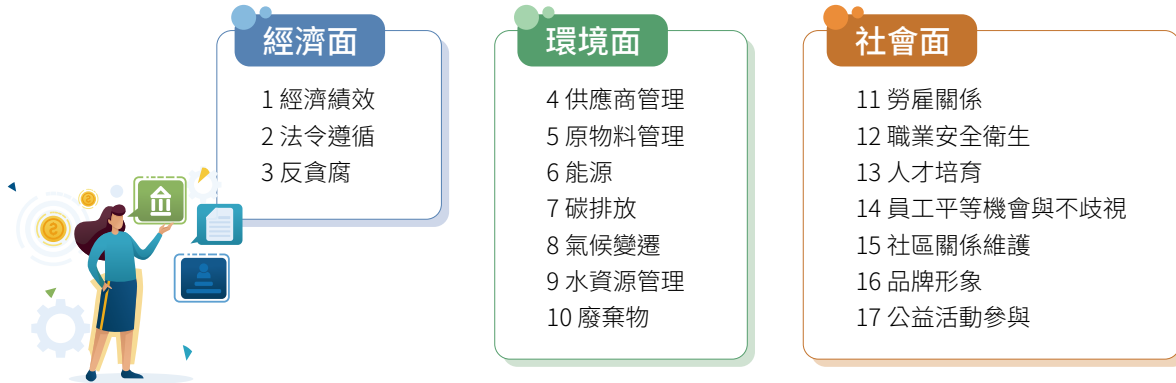 經濟面
1 經濟績效
2 法令遵循
3 反貪腐
環境面
4 供應商管理
5 原物料管理
6 能源
7 碳排放
8 氣候變遷
9 水資源管理
10 廢棄物
社會面
11 勞雇關係
12 職業安全衛生
13 人才培育
14 員工平等機會與不歧視
15 社區關係維護
16 品牌形象
17 公益活動參與